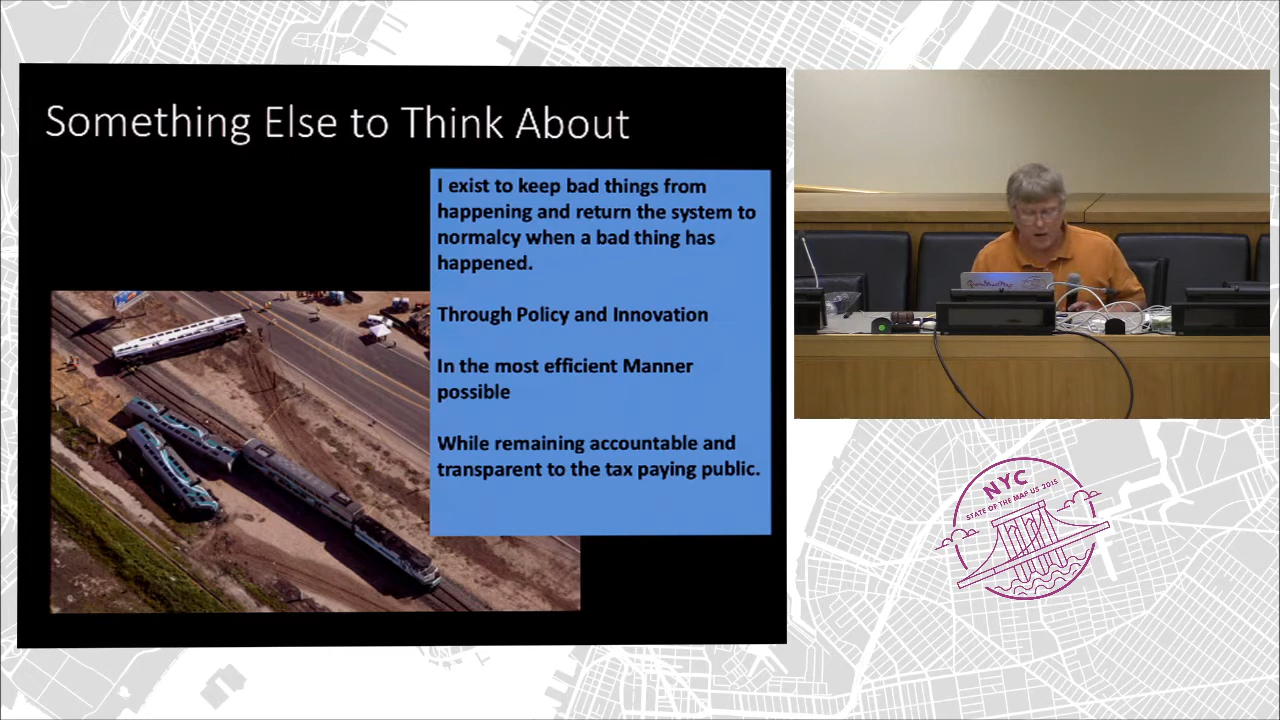 Something Else to Think About
I exist to keep bad things from
happening and return the system to
normalcy when a bad thing has
happened.
Through Policy and Innovation
In the most efficient Manner
possible
While remaining accountable and
transparent to the tax paying public.
NYC
STATE OF THE MAP US 2015